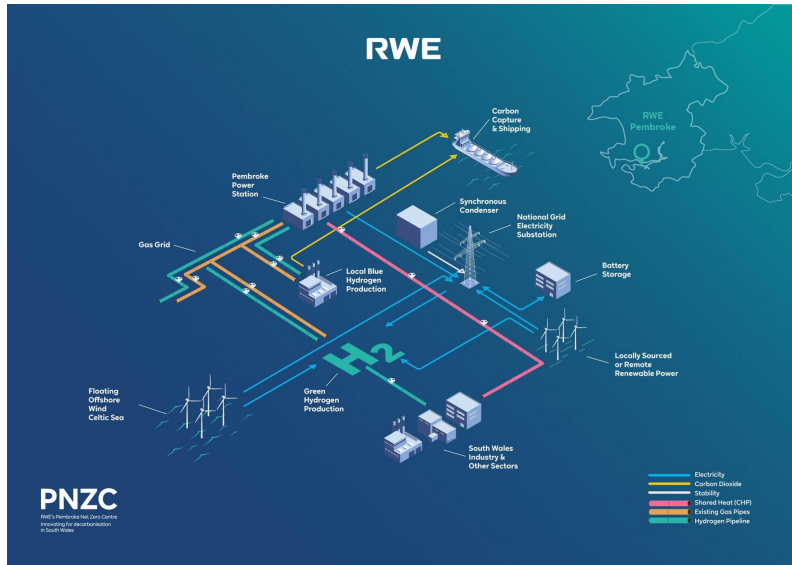 RWE
RWE
Pembroke
Carbon
Capture
& Shipping
Pembroke
Power
Station
Synchronous
Condenser
National Grid
Electricity
Substation
Gas Grid
Battery
Storage
Local Blue
Hydrogen
Production
H2
Locally Sourced
or Remote
Renewable Power
Floating
Offshore
Wind
Celtic Sea
Green
Hydrogen
Production
South Wales
Industry &
Other Sectors
PNZC
RWE's Pembroke Net Zero Centre
Innovating for decarbonisation
in South Wales
Electricity
Carbon Dioxide
Stability
Shared Heat (CHP)
Existing Gas Pipes
Hydrogen Pipeline